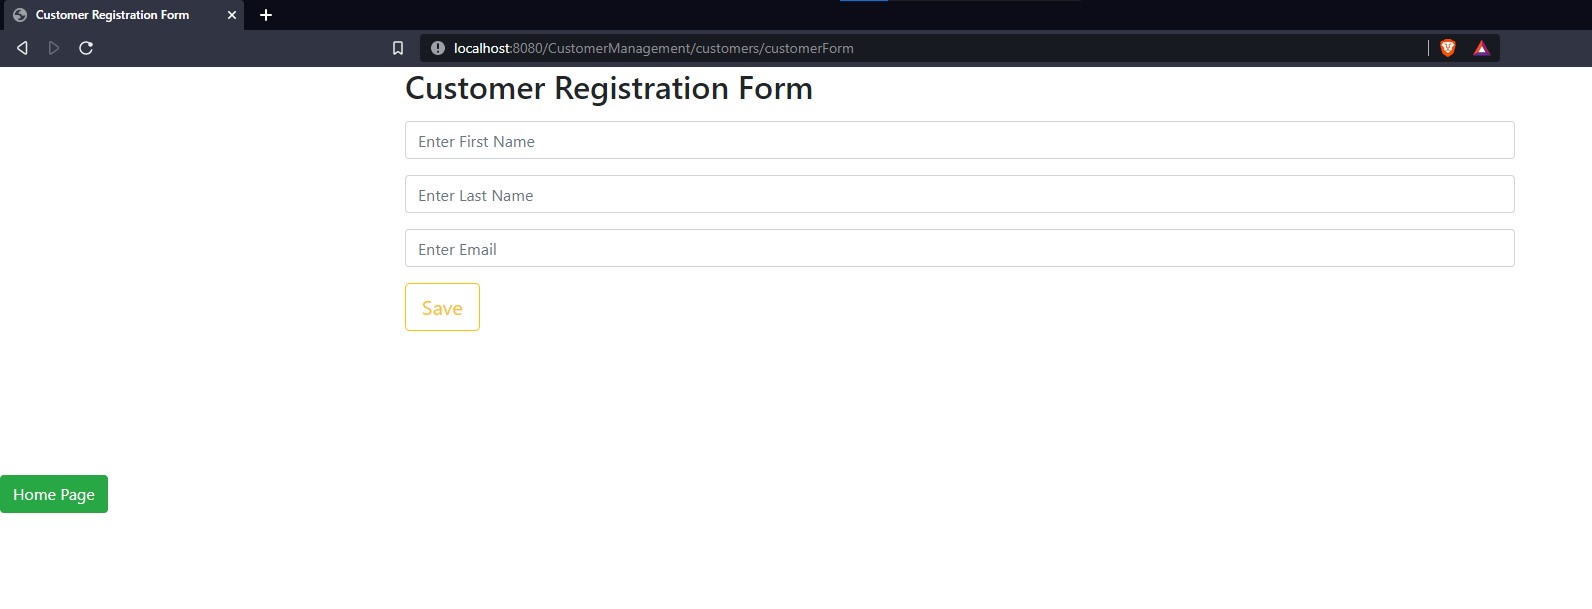 Customer Registration Form
localhost:8080/CustomerManagement/customers/customerForm
Customer Registration Form
Enter First Name
Enter Last Name
Enter Email
Save
Home Page